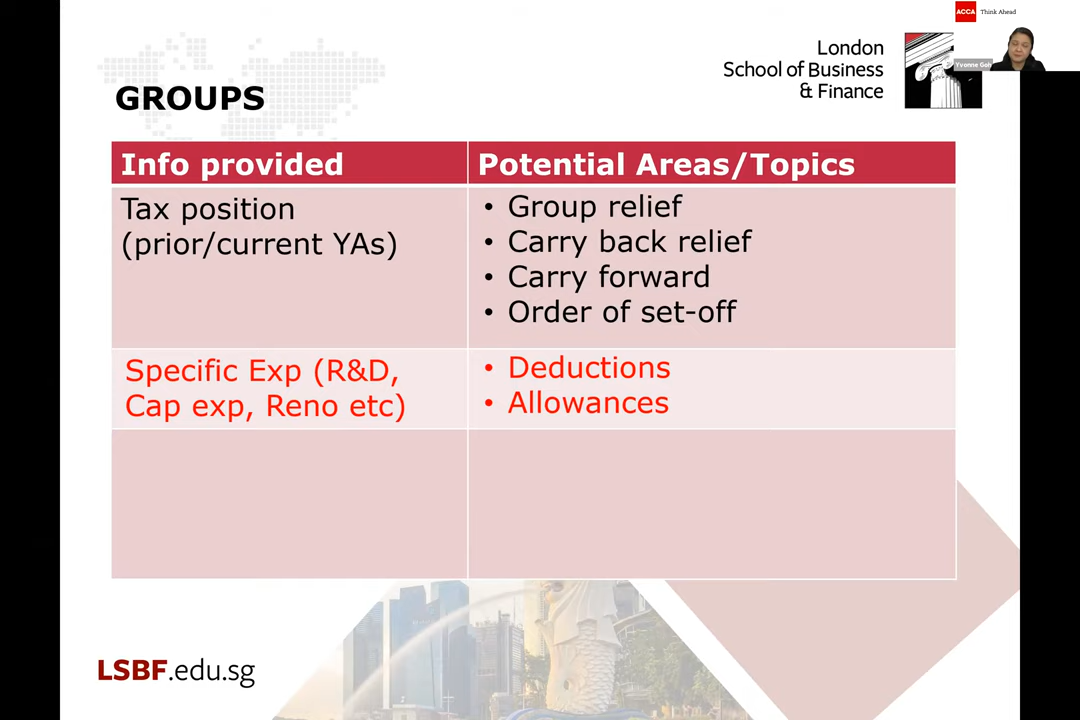 ACCA Think Ahead
London
School of Business
& Finance
Yvonne Goh
GROUPS
Info provided
Potential Areas/Topics
Tax position
(prior/current YAs)
• Group relief
• Carry back relief
• Carry forward
• Order of set-off
Specific Exp (R&D,
Cap exp, Reno etc)
• Deductions
• Allowances
LSBF.edu.sg